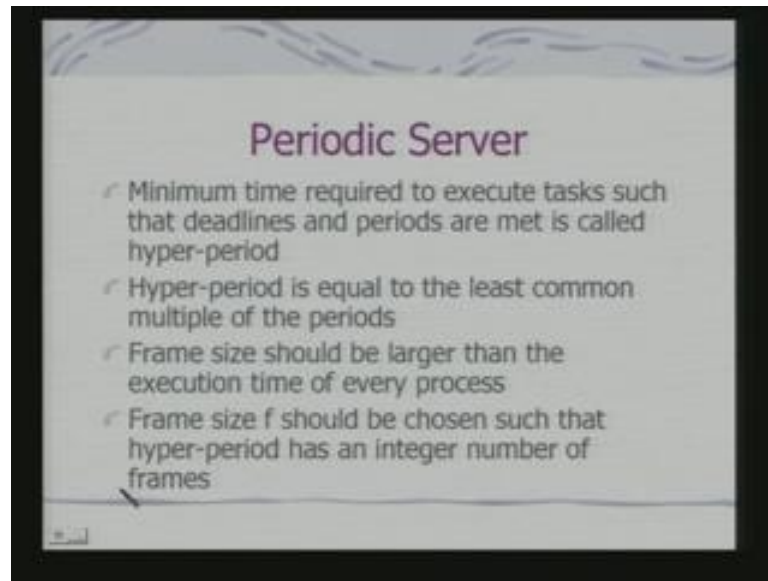 Periodic Server
Minimum time required to execute tasks such
that deadlines and periods are met is called
hyper-period
Hyper-period is equal to the least common
multiple of the periods
Frame size should be larger than the
execution time of every process
Frame size f should be chosen such that
hyper-period has an integer number of
frames